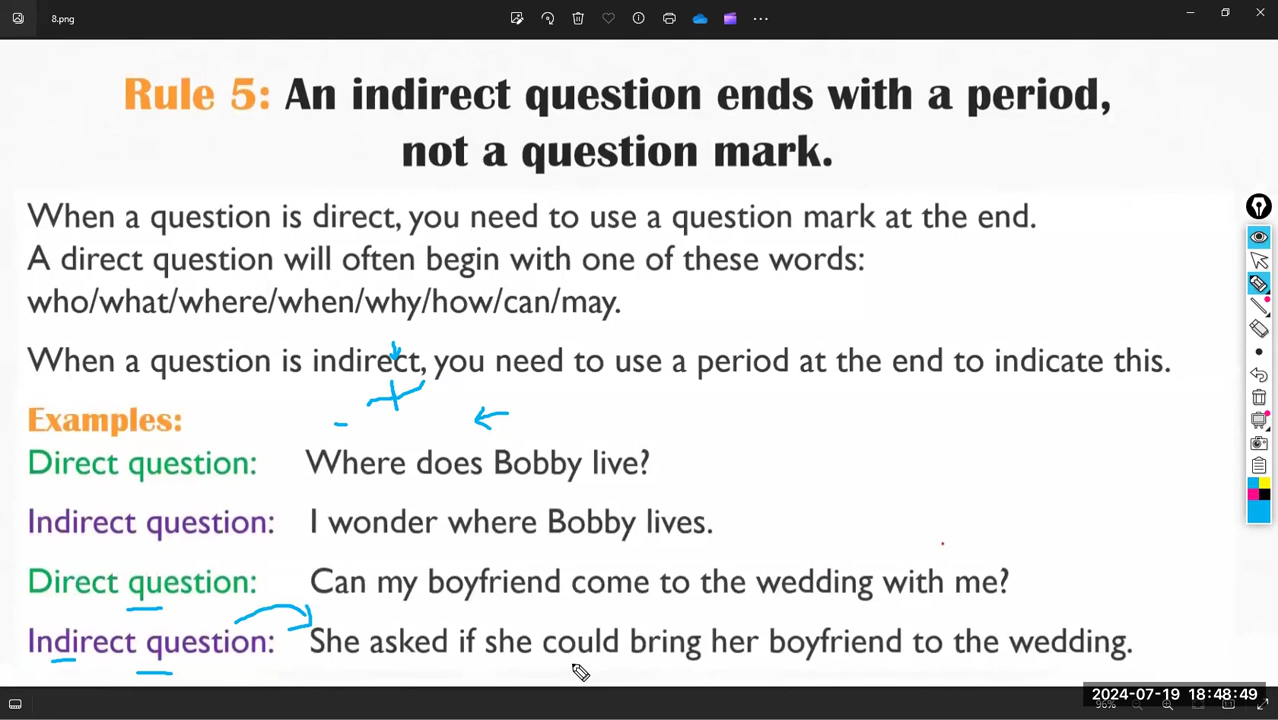 8.png
Rule 5: An indirect question ends with a period,
not a question mark.
When a question is direct, you need to use a question mark at the end.
A direct question will often begin with one of these words:
who/what/where/when/why/how/can/may.
When a question is indirect, you need to use a period at the end to indicate this.
Examples:
Direct question: Where does Bobby live?
Indirect question: I wonder where Bobby lives.
Direct question: Can my boyfriend come to the wedding with me?
Indirect question: She asked if she could bring her boyfriend to the wedding.
2024-07-19 18:48:49
96%